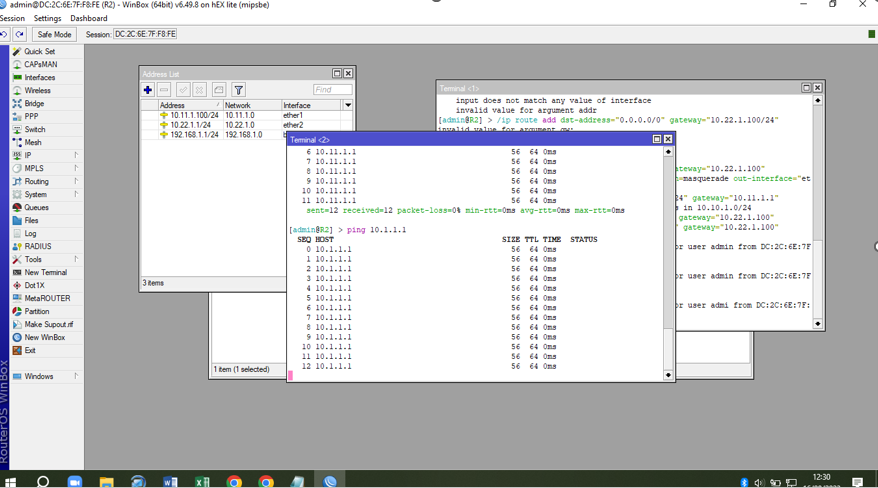 admin@DC:2C:6E:7F:F8:FE (R2) - WinBox (64bit) v6.49.8 on hEX lite (mipsbe)
Session Settings Dashboard
Safe Mode Session: DC:2C:6E:7F:F8:FE
Quick Set
CAPsMAN
Interfaces
Wireless
Bridge
PPP
Switch
Mesh
IP
MPLS
Routing
System
Queues
Files
Log
RADIUS
Tools
New Terminal
Dot1X
MetaROUTER
Partition
Make Supout.rif
New WinBox
Exit
Windows
RouterOS WinBox
Address List
Find
Address Network Interface
10.11.1.100/24 10.11.1.0 ether1
10.22.1.1/24 10.22.1.0 ether2
192.168.1.1/24 192.168.1.0
3 items
1 item (1 selected)
Terminal <1>
input does not match any value of interface
invalid value for argument addr
[admin@R2] > /ip route add dst-address="0.0.0.0/0" gateway="10.22.1.100/24"
invalid value for argument gw:
ateway="10.22.1.100"
n=masquerade out-interface="et
24" gateway="10.11.1.1"
s in 10.10.1.0/24
gateway="10.22.1.100"
" gateway="10.22.1.100"
or user admin from DC:2C:6E:7F
or user admin from DC:2C:6E:7F
or user admi from DC:2C:6E:7F:
Terminal <2>
6 10.11.1.1 56 64 0ms
7 10.11.1.1 56 64 0ms
8 10.11.1.1 56 64 0ms
9 10.11.1.1 56 64 0ms
10 10.11.1.1 56 64 0ms
11 10.11.1.1 56 64 0ms
sent=12 received=12 packet-loss=0% min-rtt=0ms avg-rtt=0ms max-rtt=0ms
[admin@R2] > ping 10.1.1.1
SEQ HOST SIZE TTL TIME STATUS
0 10.1.1.1 56 64 0ms
1 10.1.1.1 56 64 0ms
2 10.1.1.1 56 64 0ms
3 10.1.1.1 56 64 0ms
4 10.1.1.1 56 64 0ms
5 10.1.1.1 56 64 0ms
6 10.1.1.1 56 64 0ms
7 10.1.1.1 56 64 0ms
8 10.1.1.1 56 64 0ms
9 10.1.1.1 56 64 0ms
10 10.1.1.1 56 64 0ms
11 10.1.1.1 56 64 0ms
12 10.1.1.1 56 64 0ms
12:30